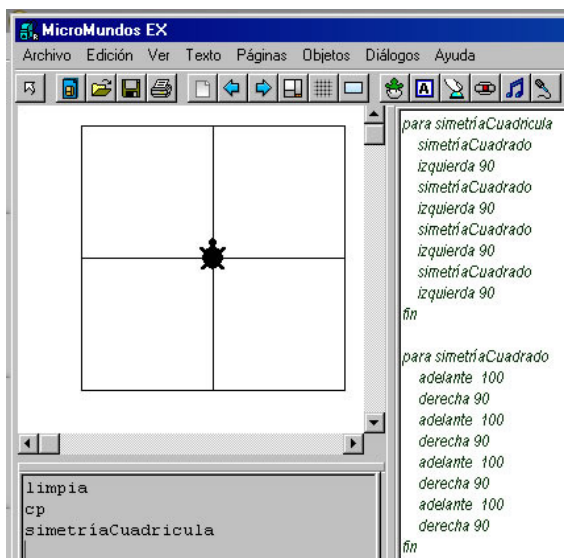 MicroMundos EX
Archivo Edición Ver Texto Páginas Objetos Diálogos Ayuda
A
para simetríaCuadricula
simetríaCuadrado
izquierda 90
simetríaCuadrado
izquierda 90
simetríaCuadrado
izquierda 90
simetríaCuadrado
izquierda 90
fin
para simetríaCuadrado
adelante 100
derecha 90
adelante 100
derecha 90
adelante 100
derecha 90
adelante 100
derecha 90
fin
limpia
cp
simetríaCuadricula